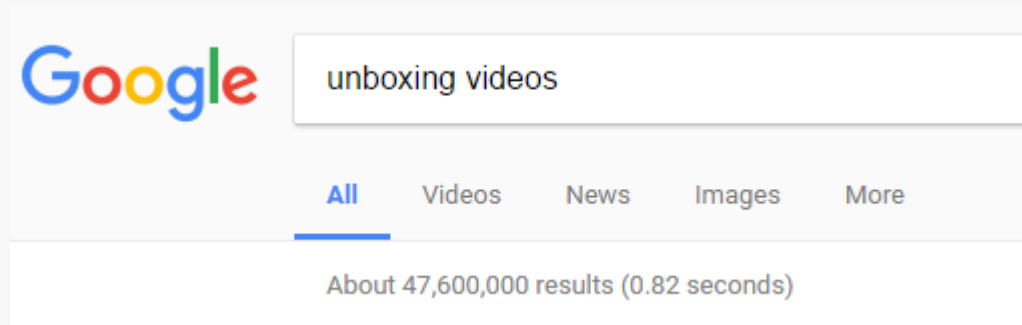 Google unboxing videos
All Videos News Images More
About 47,600,000 results (0.82 seconds)